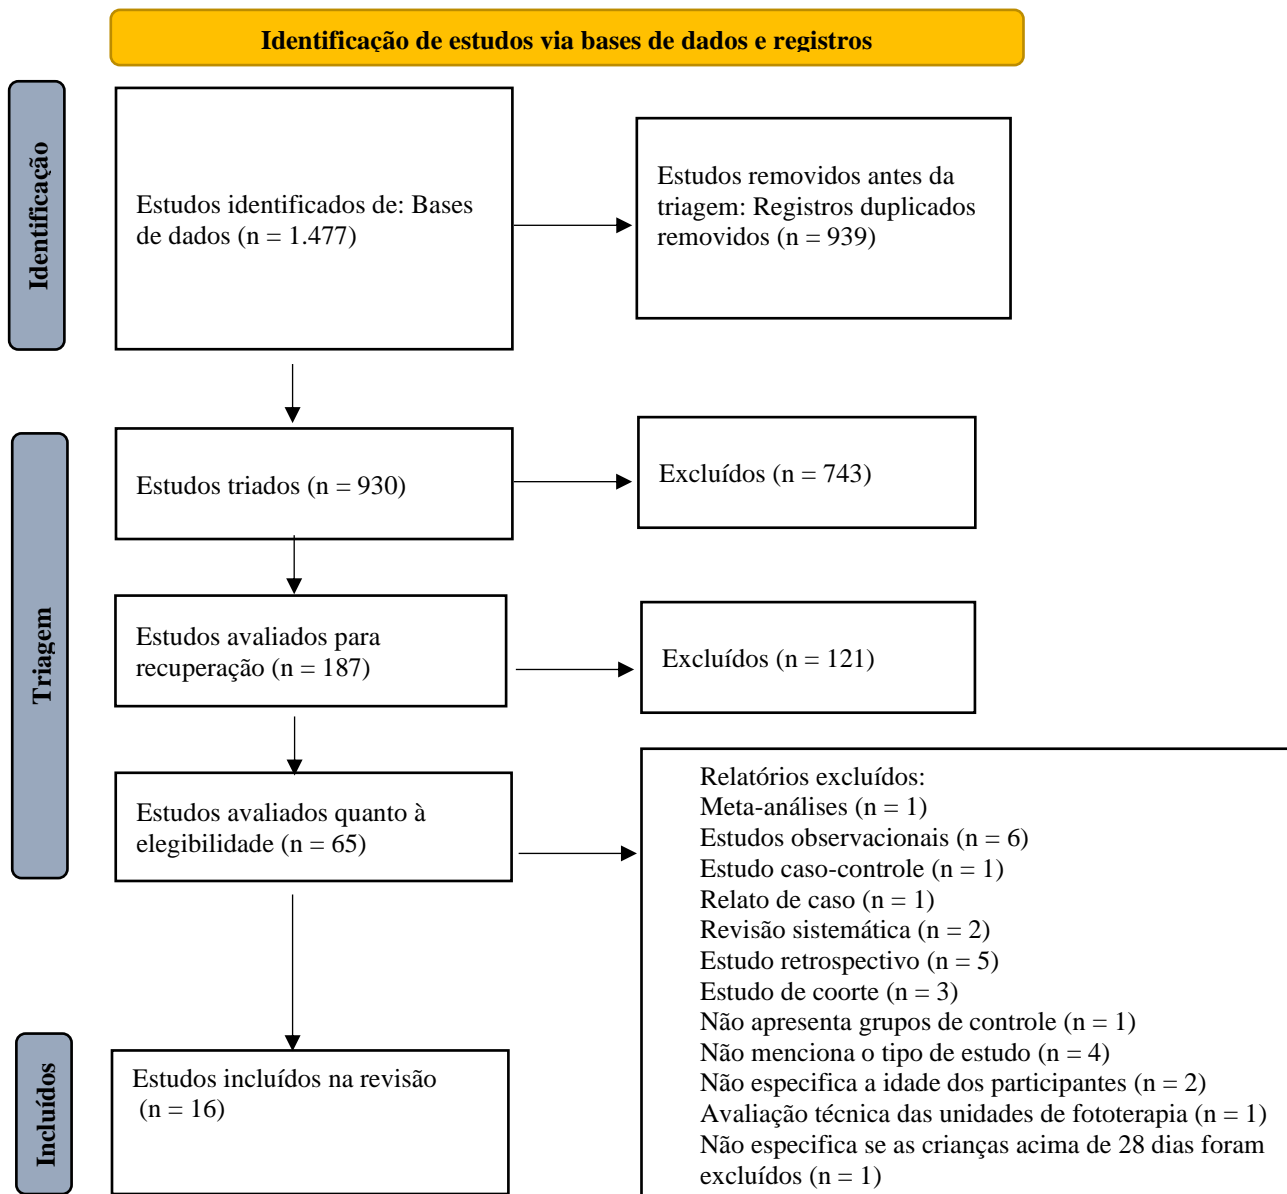 Identificação de estudos via bases de dados e registros
Identificação
Estudos identificados de: Bases
de dados (n = 1.477)
Estudos removidos antes da
triagem: Registros duplicados
removidos (n = 939)
Triagem
Estudos triados (n = 930)
Excluídos (n = 743)
Estudos avaliados para
recuperação (n = 187)
Excluídos (n = 121)
Estudos avaliados quanto à
elegibilidade (n = 65)
Relatórios excluídos:
Meta-análises (n = 1)
Estudos observacionais (n = 6)
Estudo caso-controle (n = 1)
Relato de caso (n = 1)
Revisão sistemática (n = 2)
Estudo retrospectivo (n = 5)
Estudo de coorte (n = 3)
Não apresenta grupos de controle (n = 1)
Não menciona o tipo de estudo (n = 4)
Não especifica a idade dos participantes (n = 2)
Avaliação técnica das unidades de fototerapia (n = 1)
Não especifica se as crianças acima de 28 dias foram
excluídos (n = 1)
Incluídos
Estudos incluídos na revisão
(n = 16)